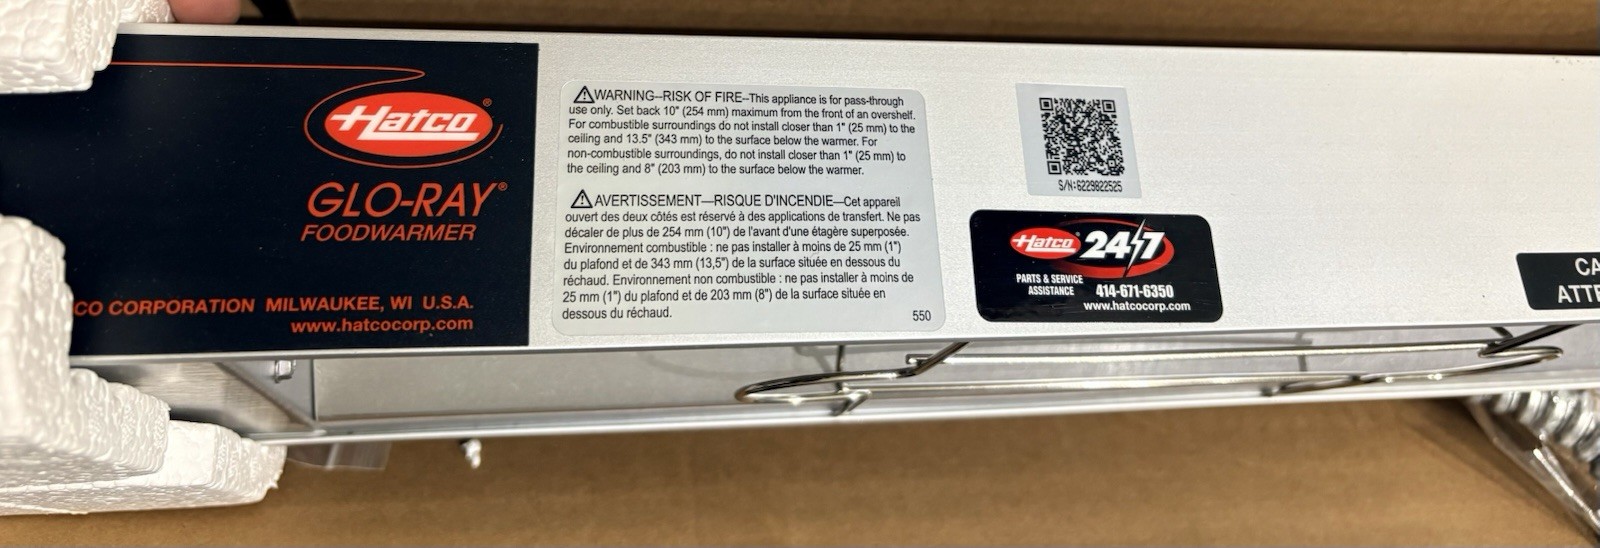 Hatco®
GLO-RAY®
FOODWARMER
CO CORPORATION MILWAUKEE, WI U.S.A.
www.hatcocorp.com
⚠WARNING--RISK OF FIRE--This appliance is for pass-through
use only. Set back 10" (254 mm) maximum from the front of an overshelf.
For combustible surroundings do not install closer than 1" (25 mm) to the
ceiling and 13.5" (343 mm) to the surface below the warmer. For
non-combustible surroundings, do not install closer than 1" (25 mm) to
the ceiling and 8" (203 mm) to the surface below the warmer.
⚠AVERTISSEMENT—RISQUE D'INCENDIE—Cet appareil
ouvert des deux côtés est réservé à des applications de transfert. Ne pas
décaler de plus de 254 mm (10") de l'avant d'une étagère superposée.
Environnement combustible : ne pas installer à moins de 25 mm (1")
du plafond et de 343 mm (13,5") de la surface située en dessous du
réchaud. Environnement non combustible : ne pas installer à moins de
25 mm (1") du plafond et de 203 mm (8") de la surface située en
dessous du réchaud.
550
S/N:6229822525
Hatco 24/7
PARTS & SERVICE
ASSISTANCE 414-671-6350
www.hatcocorp.com
CA
ATTE